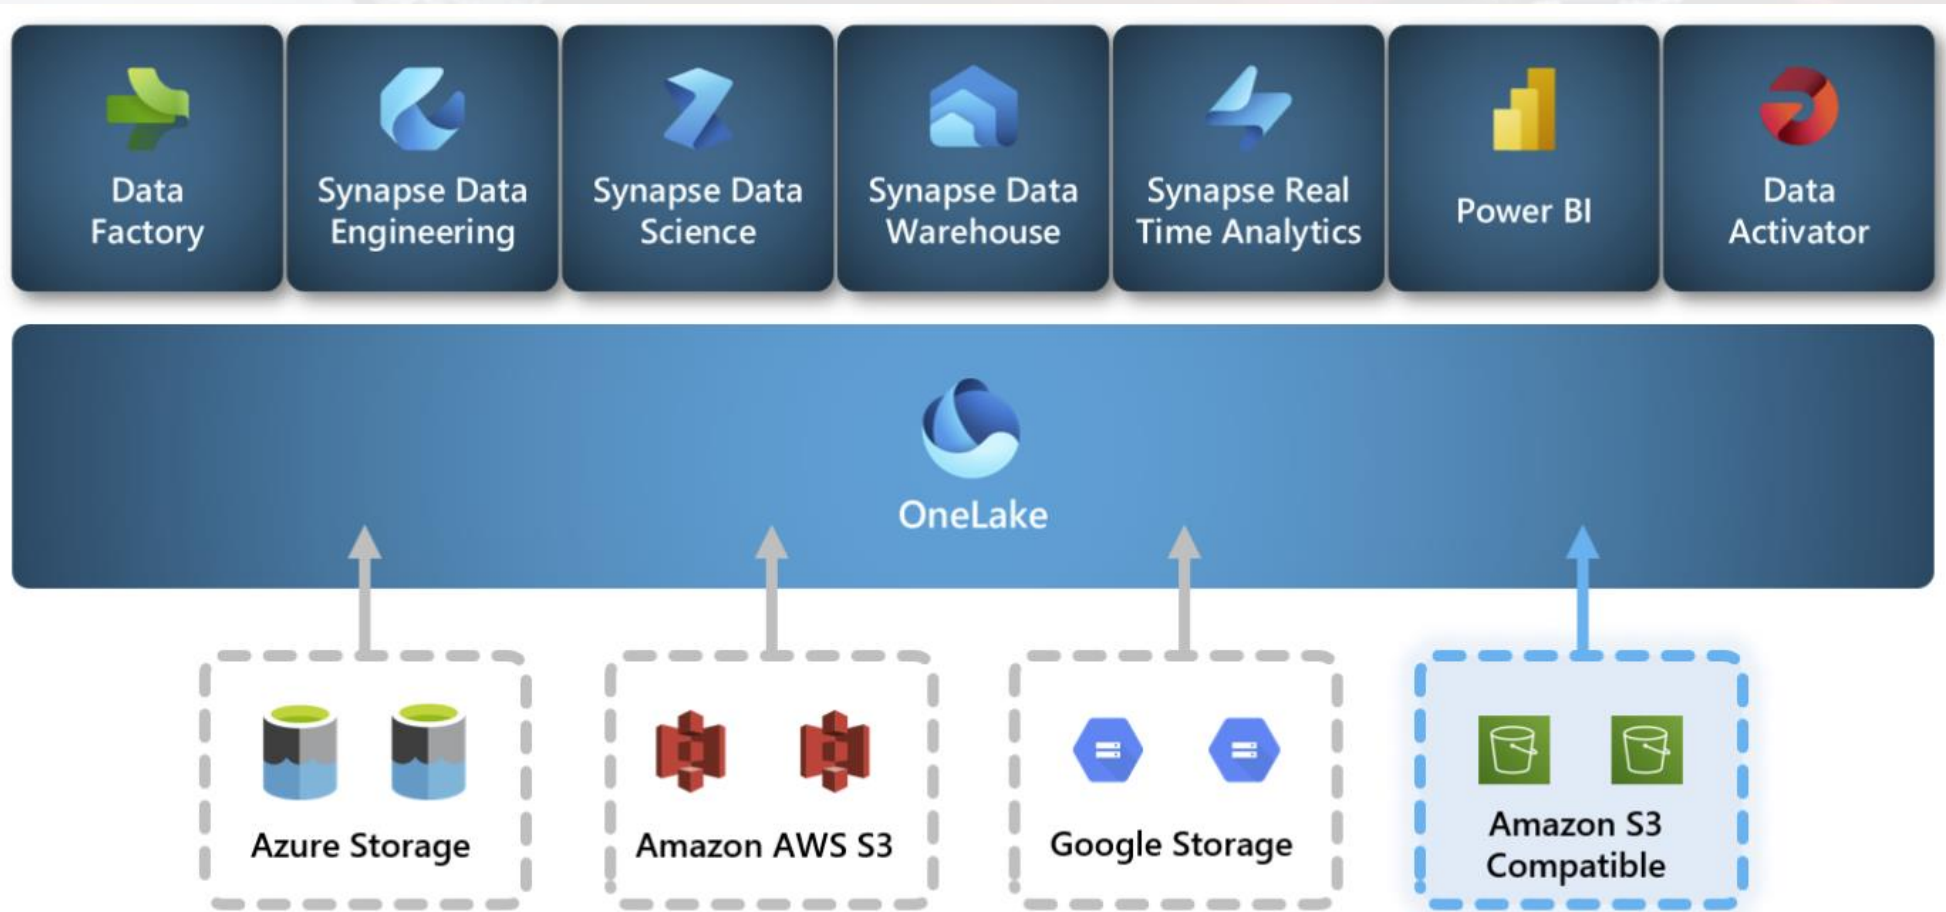 Data
Factory
Synapse Data
Engineering
Synapse Data
Science
Synapse Data
Warehouse
Synapse Real
Time Analytics
Power BI
Data
Activator
OneLake
Azure Storage
Amazon AWS S3
Google Storage
Amazon S3
Compatible